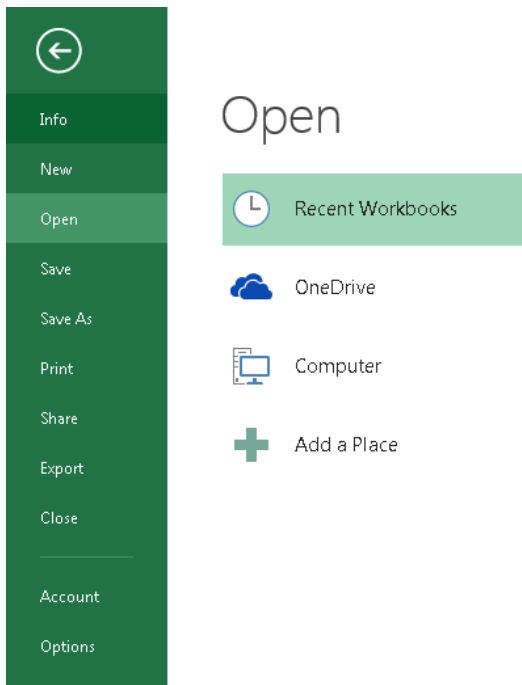 Info
New
Open
Save
Save As
Print
Share
Export
Close
Account
Options
Open
Recent Workbooks
OneDrive
Computer
Add a Place